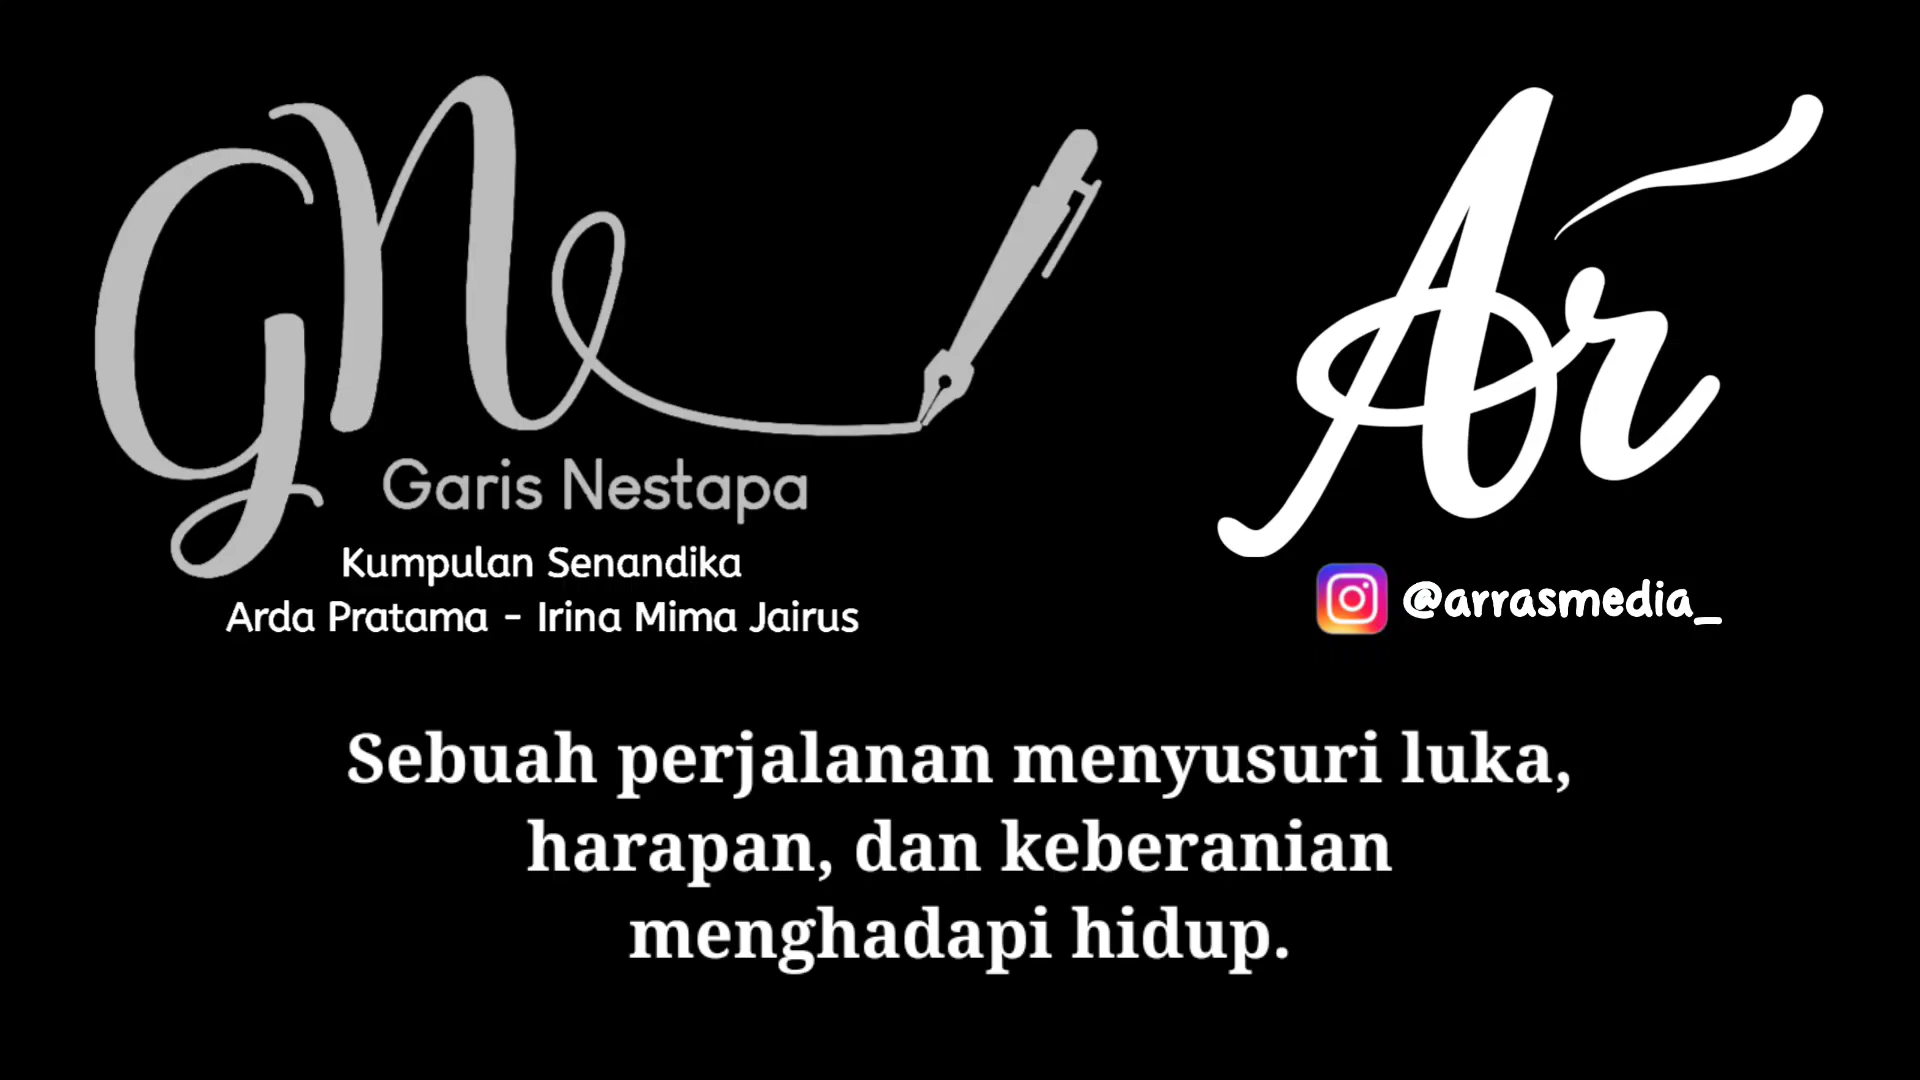 GN
Garis Nestapa
Kumpulan Senandika
Arda Pratama - Irina Mima Jairus
Ar
@arrasmedia_
Sebuah perjalanan menyusuri luka,
harapan, dan keberanian
menghadapi hidup.